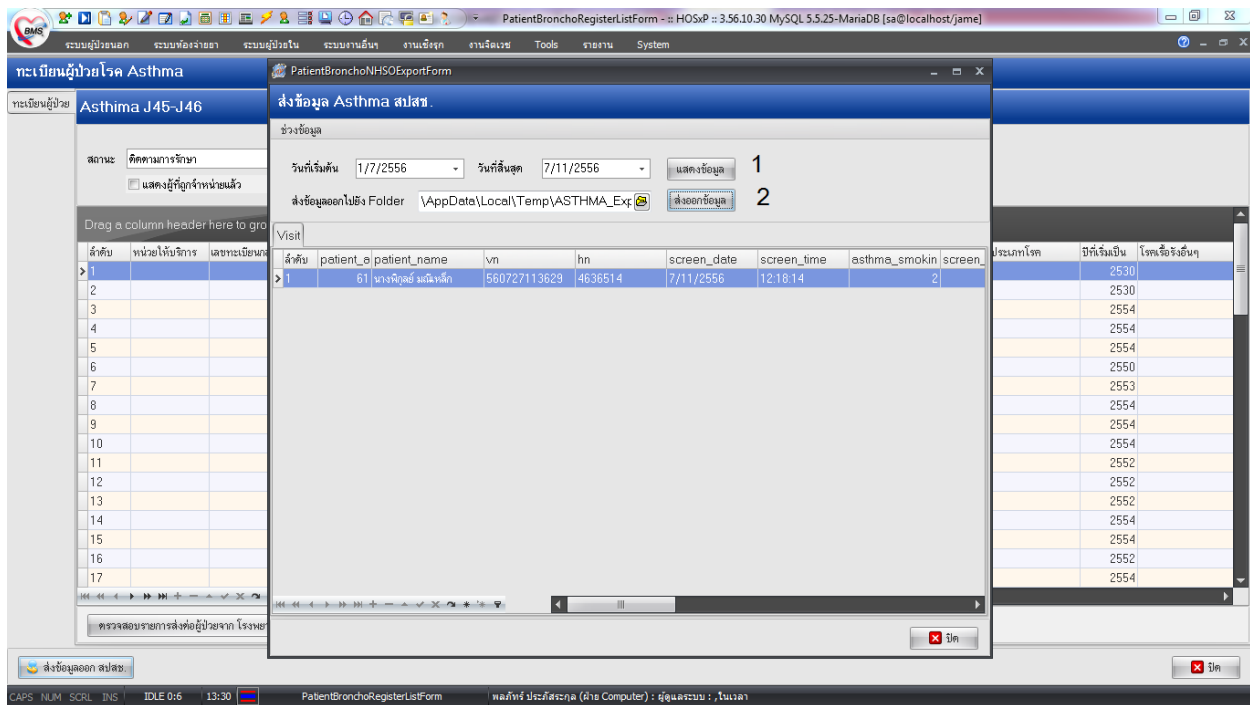 BMS
PatientBronchoRegisterListForm - :: HOSxP :: 3.56.10.30 MySQL 5.5.25-MariaDB [sa@localhost/jame]
ระบบผู้ป่วยนอก ระบบห้องจ่ายยา ระบบผู้ป่วยใน ระบบงานอื่นๆ งานเชิงรุก งานจิตเวช Tools รายงาน System
ทะเบียนผู้ป่วยโรค Asthma
PatientBronchoNHSOExportForm
ทะเบียนผู้ป่วย
Asthima J45-J46
ส่งข้อมูล Asthma สปสช.
ช่วงข้อมูล
สถานะ ติดตามการรักษา
แสดงผู้ที่ถูกจำหน่ายแล้ว
วันที่เริ่มต้น 1/7/2556 วันที่สิ้นสุด 7/11/2556 แสดงข้อมูล 1
ส่งข้อมูลออกไปยัง Folder \AppData\Local\Temp\ASTHMA_Exp ส่งออกข้อมูล 2
Drag a column header here to gro
Visit
ลำดับ หน่วยให้บริการ เลขทะเบียน
ประเภทโรค ปีที่เริ่มเป็น โรคเรื้อรังอื่นๆ
ลำดับ patient_a patient_name vn hn screen_date screen_time asthma_smokin screen_
1 61 นางพิกุลย์ มณีเหล็ก 560727113629 4636514 7/11/2556 12:18:14 2
1 2530
2 2530
3 2554
4 2554
5 2554
6 2550
7 2553
8 2554
9 2554
10 2554
11 2552
12 2552
13 2552
14 2554
15 2554
16 2552
17 2554
ตรวจสอบรายการส่งต่อผู้ป่วยจาก โรงพย
ปิด
ส่งข้อมูลออก สปสช.
ปิด
CAPS NUM SCRL INS IDLE 0:6 13:30 PatientBronchoRegisterListForm พลภัทร์ ประภัสระกุล (ฝ่าย Computer) : ผู้ดูแลระบบ : ,ในเวลา